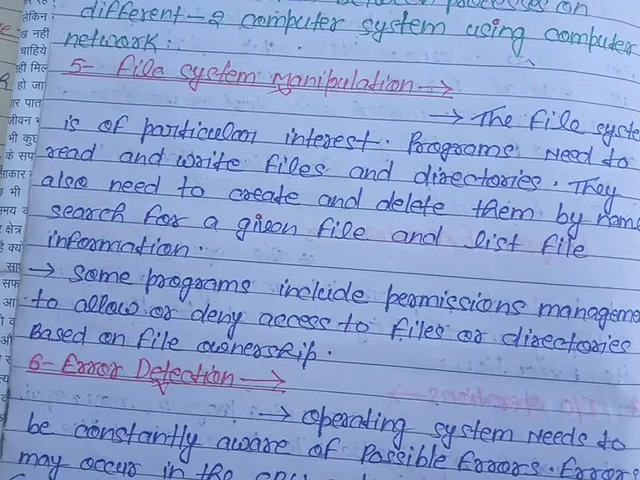 different-2 computer system using computer
network.
5- File system Manipulation →
→ The file syste
is of particular interest. Programs Need to
read and write files and directories. They
also need to create and delete them by name
search for a given file and list file
information.
→ Some programs include permissions manageme
to allow or deny access to files or directories
Based on file ownership.
6- Error Detection →
→ Operating system Needs to
be constantly aware of Possible Errors. Errors
may occur in the